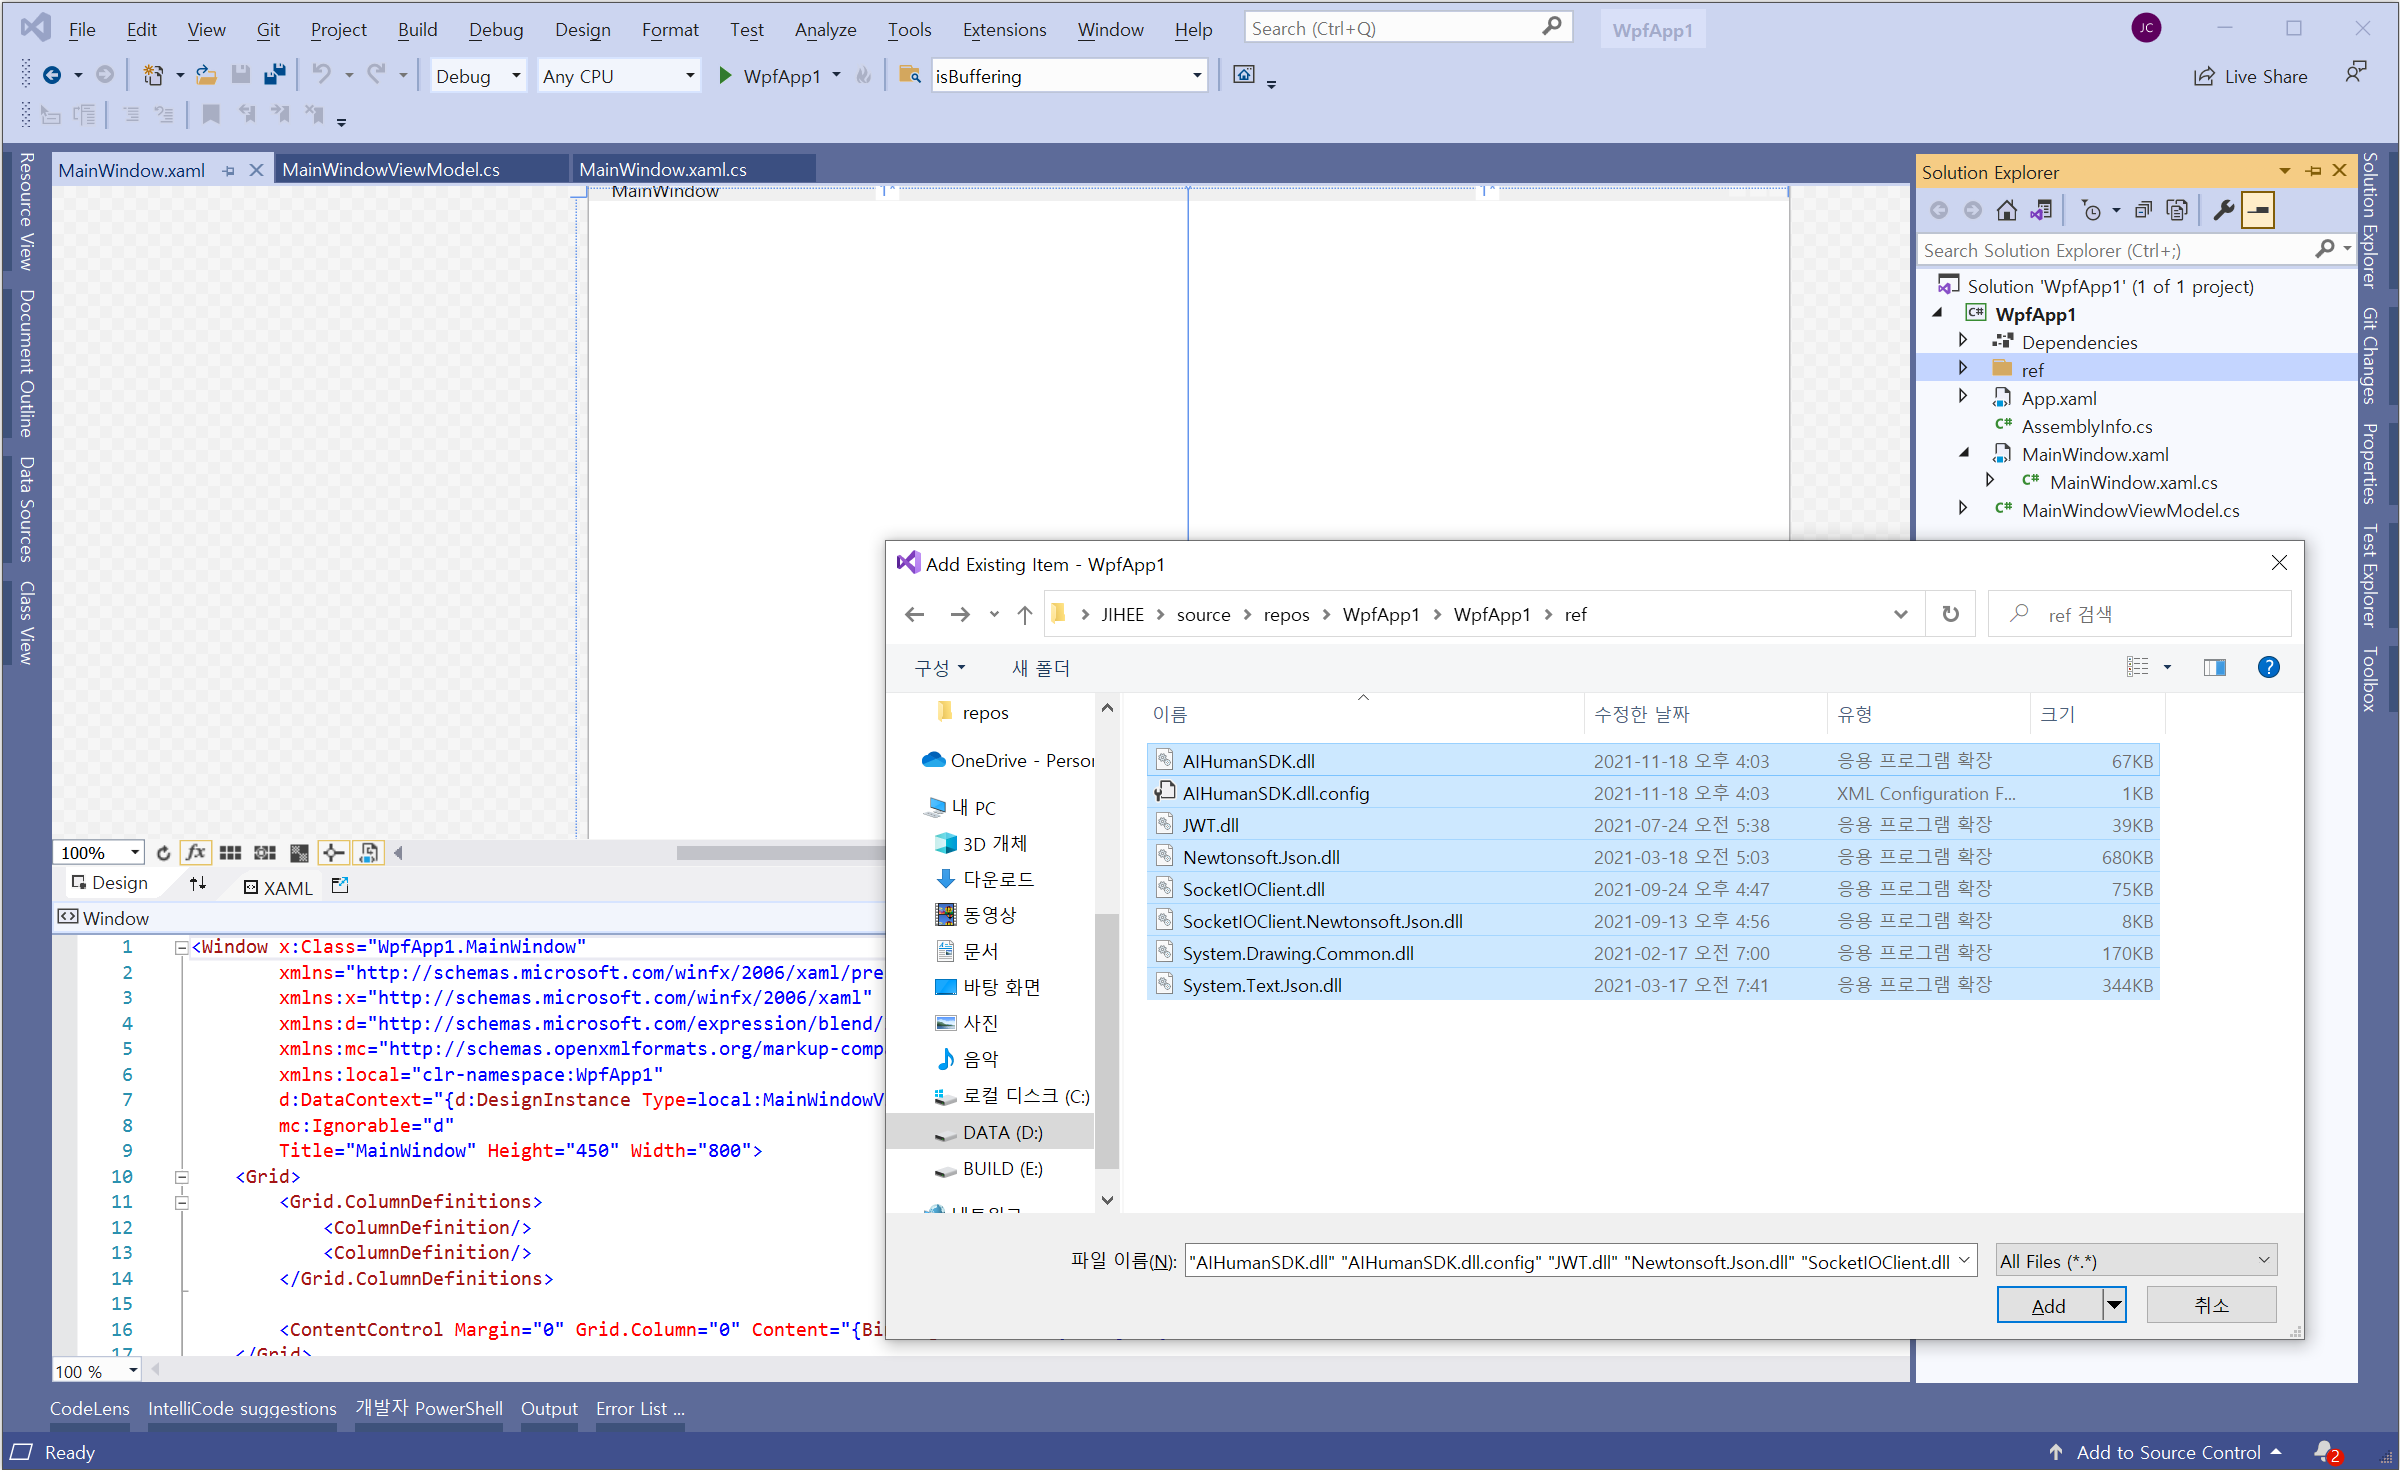 File Edit View Git Project Build Debug Design Format Test Analyze Tools Extensions Window Help Search (Ctrl+Q) WpfApp1 JC
Debug Any CPU WpfApp1 isBuffering Live Share
MainWindow.xaml MainWindowViewModel.cs MainWindow.xaml.cs
Resource View
Document Outline
Data Sources
Class View
MainWindow
Solution Explorer
Search Solution Explorer (Ctrl+;)
Solution 'WpfApp1' (1 of 1 project)
C# WpfApp1
Dependencies
ref
App.xaml
C# AssemblyInfo.cs
MainWindow.xaml
C# MainWindow.xaml.cs
C# MainWindowViewModel.cs
Solution Explorer
Git Changes
Properties
Test Explorer
Toolbox
Add Existing Item - WpfApp1
JIHEE > source > repos > WpfApp1 > WpfApp1 > ref
ref 검색
구성 새 폴더
repos
OneDrive - Person
내 PC
3D 개체
다운로드
동영상
문서
바탕 화면
사진
음악
로컬 디스크 (C:)
DATA (D:)
BUILD (E:)
이름 수정한 날짜 유형 크기
AIHumanSDK.dll 2021-11-18 오후 4:03 응용 프로그램 확장 67KB
AIHumanSDK.dll.config 2021-11-18 오후 4:03 XML Configuration F... 1KB
JWT.dll 2021-07-24 오전 5:38 응용 프로그램 확장 39KB
Newtonsoft.Json.dll 2021-03-18 오전 5:03 응용 프로그램 확장 680KB
SocketIOClient.dll 2021-09-24 오후 4:47 응용 프로그램 확장 75KB
SocketIOClient.Newtonsoft.Json.dll 2021-09-13 오후 4:56 응용 프로그램 확장 8KB
System.Drawing.Common.dll 2021-02-17 오전 7:00 응용 프로그램 확장 170KB
System.Text.Json.dll 2021-03-17 오전 7:41 응용 프로그램 확장 344KB
파일 이름(N): "AIHumanSDK.dll" "AIHumanSDK.dll.config" "JWT.dll" "Newtonsoft.Json.dll" "SocketIOClient.dll All Files (*.*)
Add 취소
100% fx
Design XAML
Window
1 <Window x:Class="WpfApp1.MainWindow"
2 xmlns="http://schemas.microsoft.com/winfx/2006/xaml/pre
3 xmlns:x="http://schemas.microsoft.com/winfx/2006/xaml"
4 xmlns:d="http://schemas.microsoft.com/expression/blend/
5 xmlns:mc="http://schemas.openxmlformats.org/markup-comp
6 xmlns:local="clr-namespace:WpfApp1"
7 d:DataContext="{d:DesignInstance Type=local:MainWindowV
8 mc:Ignorable="d"
9 Title="MainWindow" Height="450" Width="800">
10 <Grid>
11 <Grid.ColumnDefinitions>
12 <ColumnDefinition/>
13 <ColumnDefinition/>
14 </Grid.ColumnDefinitions>
15
16 <ContentControl Margin="0" Grid.Column="0" Content="{Bi
17 </Grid>
100 %
CodeLens IntelliCode suggestions 개발자 PowerShell Output Error List ...
Ready Add to Source Control 2